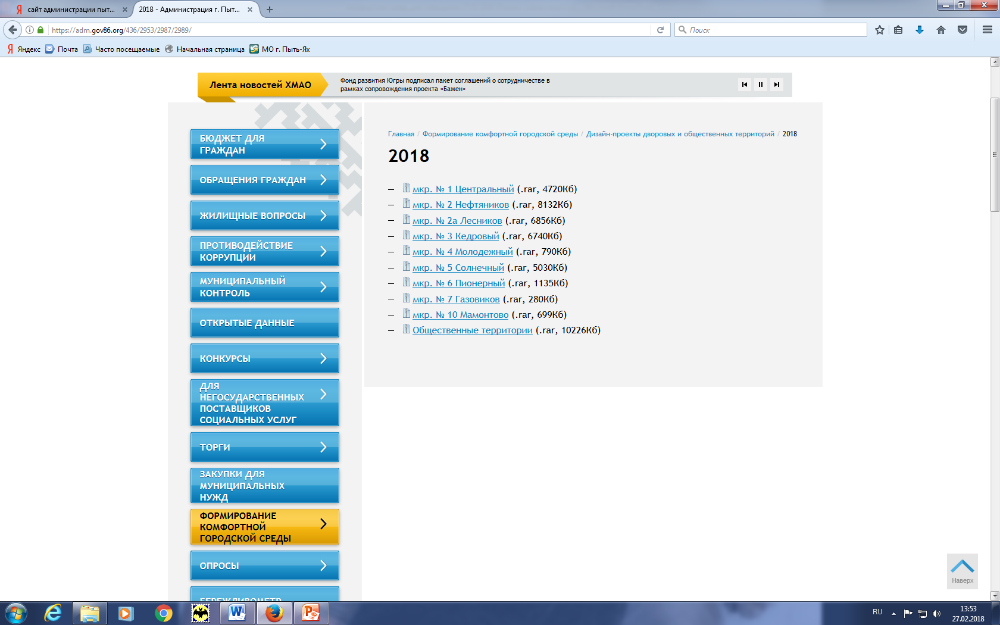 сайт администрации пыт...
2018 - Администрация г. Пыт...
https://adm.gov86.org/436/2953/2987/2989/
Поиск
Яндекс
Почта
Часто посещаемые
Начальная страница
МО г. Пыть-Ях
Лента новостей ХМАО
Фонд развития Югры подписал пакет соглашений о сотрудничестве в
рамках сопровождения проекта «Бажен»
БЮДЖЕТ ДЛЯ
ГРАЖДАН
ОБРАЩЕНИЯ ГРАЖДАН
ЖИЛИЩНЫЕ ВОПРОСЫ
ПРОТИВОДЕЙСТВИЕ
КОРРУПЦИИ
МУНИЦИПАЛЬНЫЙ
КОНТРОЛЬ
ОТКРЫТЫЕ ДАННЫЕ
КОНКУРСЫ
ДЛЯ
НЕГОСУДАРСТВЕННЫХ
ПОСТАВЩИКОВ
СОЦИАЛЬНЫХ УСЛУГ
ТОРГИ
ЗАКУПКИ ДЛЯ
МУНИЦИПАЛЬНЫХ
НУЖД
ФОРМИРОВАНИЕ
КОМФОРТНОЙ
ГОРОДСКОЙ СРЕДЫ
ОПРОСЫ
БЕРЕЖЛИВОМЕТР
Главная / Формирование комфортной городской среды / Дизайн-проекты дворовых и общественных территорий / 2018
2018
— мкр. № 1 Центральный (.rar, 4720Кб)
— мкр. № 2 Нефтяников (.rar, 8132Кб)
— мкр. № 2а Лесников (.rar, 6856Кб)
— мкр. № 3 Кедровый (.rar, 6740Кб)
— мкр. № 4 Молодежный (.rar, 790Кб)
— мкр. № 5 Солнечный (.rar, 5030Кб)
— мкр. № 6 Пионерный (.rar, 1135Кб)
— мкр. № 7 Газовиков (.rar, 280Кб)
— мкр. № 10 Мамонтово (.rar, 699Кб)
— Общественные территории (.rar, 10226Кб)
Наверх
RU
13:53
27.02.2018